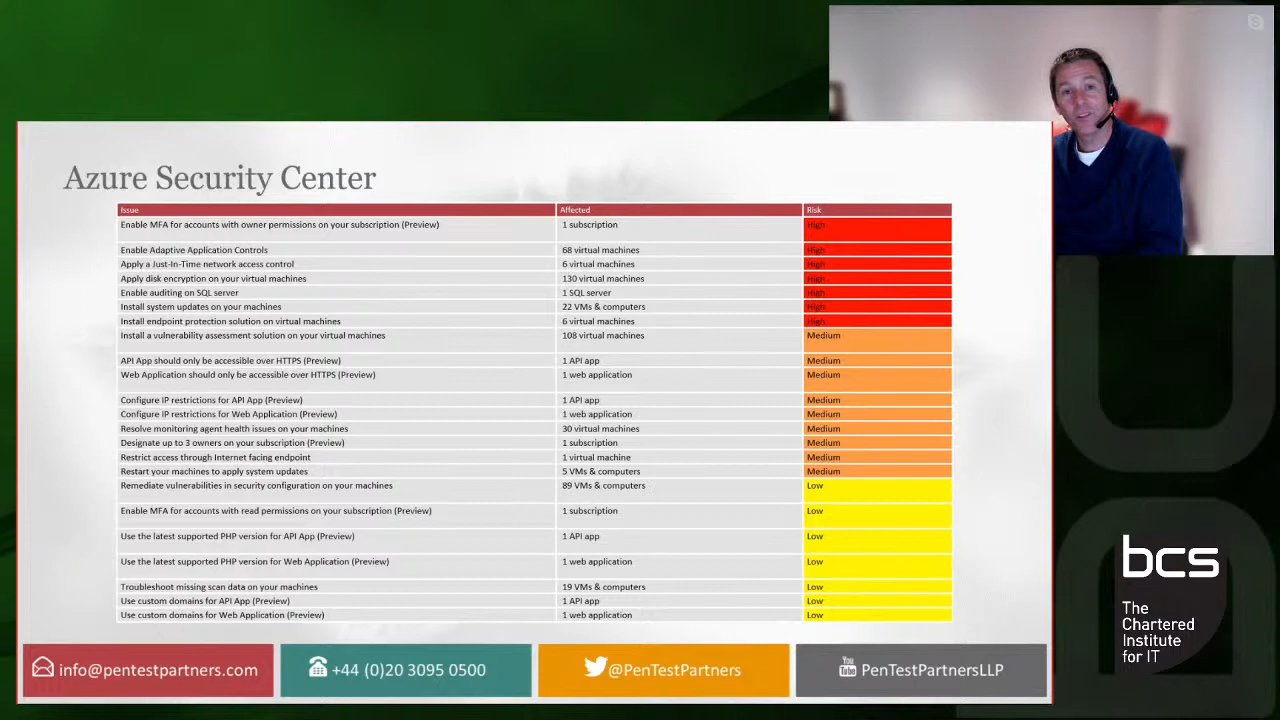 Azure Security Center
Issue Affected Risk
Enable MFA for accounts with owner permissions on your subscription (Preview) 1 subscription High
Enable Adaptive Application Controls 68 virtual machines High
Apply a Just-In-Time network access control 6 virtual machines High
Apply disk encryption on your virtual machines 130 virtual machines High
Enable auditing on SQL server 1 SQL server High
Install system updates on your machines 22 VMs & computers High
Install endpoint protection solution on virtual machines 6 virtual machines High
Install a vulnerability assessment solution on your virtual machines 108 virtual machines Medium
API App should only be accessible over HTTPS (Preview) 1 API app Medium
Web Application should only be accessible over HTTPS (Preview) 1 web application Medium
Configure IP restrictions for API App (Preview) 1 API app Medium
Configure IP restrictions for Web Application (Preview) 1 web application Medium
Resolve monitoring agent health issues on your machines 30 virtual machines Medium
Designate up to 3 owners on your subscription (Preview) 1 subscription Medium
Restrict access through Internet facing endpoint 1 virtual machine Medium
Restart your machines to apply system updates 5 VMs & computers Medium
Remediate vulnerabilities in security configuration on your machines 89 VMs & computers Low
Enable MFA for accounts with read permissions on your subscription (Preview) 1 subscription Low
Use the latest supported PHP version for API App (Preview) 1 API app Low
Use the latest supported PHP version for Web Application (Preview) 1 web application Low
Troubleshoot missing scan data on your machines 19 VMs & computers Low
Use custom domains for API App (Preview) 1 API app Low
Use custom domains for Web Application (Preview) 1 web application Low
info@pentestpartners.com
+44 (0)20 3095 0500
@PenTestPartners
You Tube PenTestPartnersLLP
bcs
The
Chartered
Institute
for IT